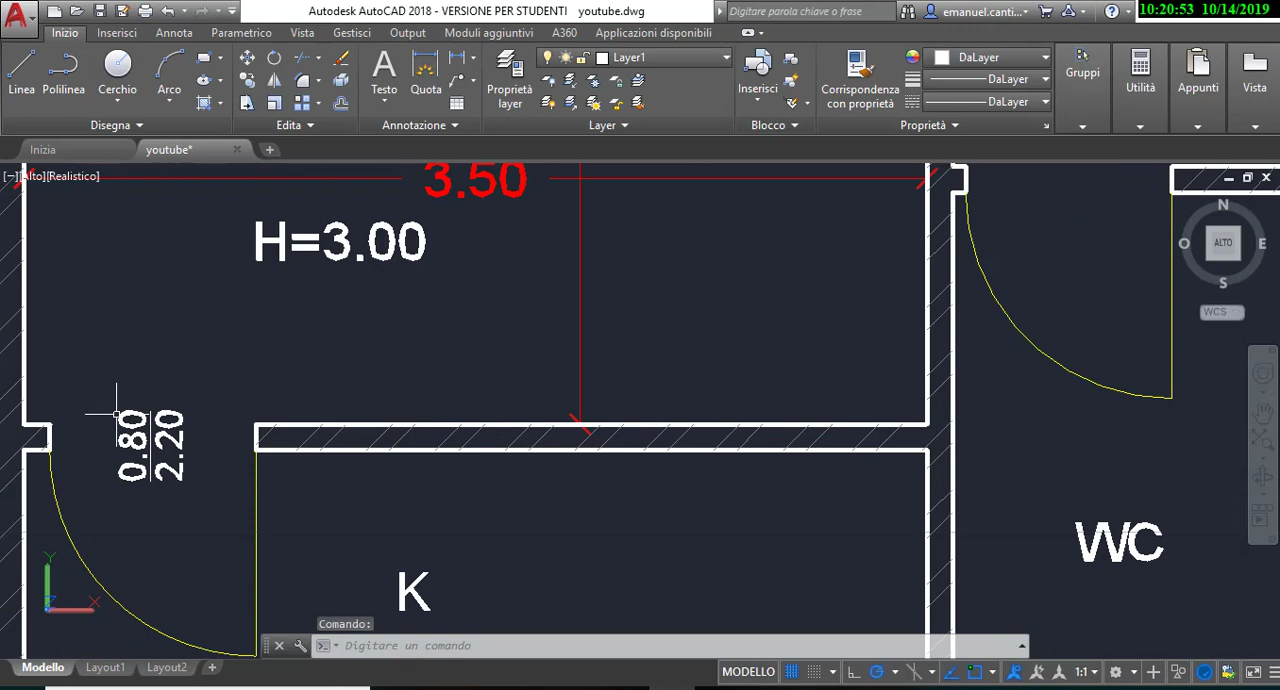 Autodesk AutoCAD 2018 - VERSIONE PER STUDENTI    youtube.dwg
Digitare parola chiave o frase
emanuel.canti...
10:20:53 10/14/2019
Inizio Inserisci Annota Parametrico Vista Gestisci Output Moduli aggiuntivi A360 Applicazioni disponibili
Linea Polilinea Cerchio Arco
Disegna
Edita
Testo Quota
Annotazione
Proprietà layer
Layer1
Layer
Inserisci
Blocco
Corrispondenza con proprietà
DaLayer
DaLayer
DaLayer
Proprietà
Gruppi
Utilità
Appunti
Vista
Inizia youtube*
[−][Alto][Realistico]
3.50
H=3.00
N
O ALTO E
S
WCS
0.80
2.20
WC
K
Y
X
Comando:
Digitare un comando
Modello Layout1 Layout2
MODELLO
1:1